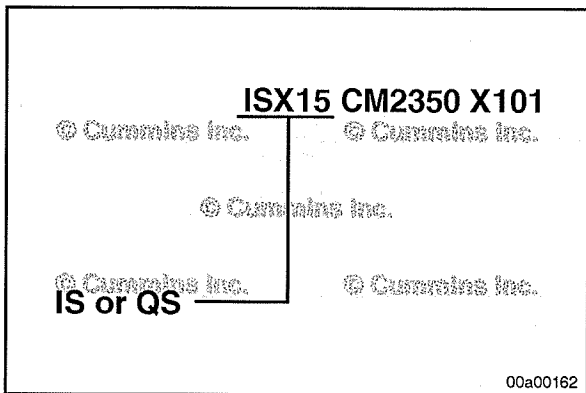 ISX15 CM2350 X101
© Cummins Inc. © Cummins Inc.
© Cummins Inc.
© Cummins Inc. © Cummins Inc.
IS or QS
00a00162